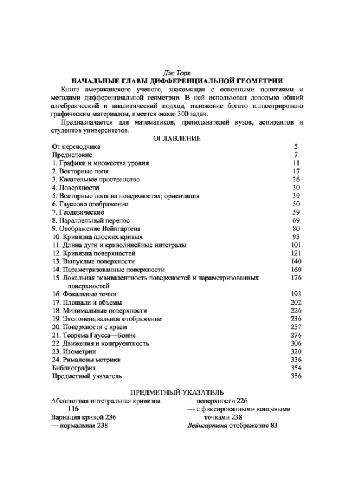 Дж Торп
НАЧАЛЬНЫЕ ГЛАВЫ ДИФФЕРЕНЦИАЛЬНОЙ ГЕОМЕТРИИ
Книга американского ученого, знакомящая с основными понятиями и
методами дифференциальной геометрии. В ней использован довольно общий
алгебраический и аналитический подход, изложение богато иллюстрировано
графическим материалом, имеется около 300 задач.
Предназначается для математиков, преподавателей вузов, аспирантов и
студентов университетов.
ОГЛАВЛЕНИЕ
От переводчика 5
Предисловие 7
1. Графики и множества уровня 11
2. Векторные поля 17
3. Касательное пространство 26
4. Поверхности 30
5. Векторные поля на поверхностях; ориентация 39
6. Гауссово отображение 50
7. Геодезические 59
8. Параллельный перенос 69
9. Отображение Вейнгартена 80
10. Кривизна плоских кривых 93
11. Длина дуги и криволинейные интегралы 101
12. Кривизна поверхностей 121
13. Выпуклые поверхности 140
14. Параметризованные поверхности 160
15. Локальная эквивалентность поверхностей и параметризованных 176
поверхностей
16. Фокальные точки 193
17. Площади и объемы 202
18. Минимальные поверхности 226
19. Экспоненциальное отображение 236
20. Поверхности с краем 257
21. Теорема Гаусса—Бонне 276
22. Движения и конгруэнтность 306
23. Изометрии 320
24. Римановы метрики 336
Библиография 354
Предметный указатель 356
ПРЕДМЕТНЫЙ УКАЗАТЕЛЬ
Абсолютная интегральная кривизна
116
Вариация кривой 236
— нормальная 238
поверхности 226
— с фиксированными концевыми
точками 238
Вейнгартена отображение 83